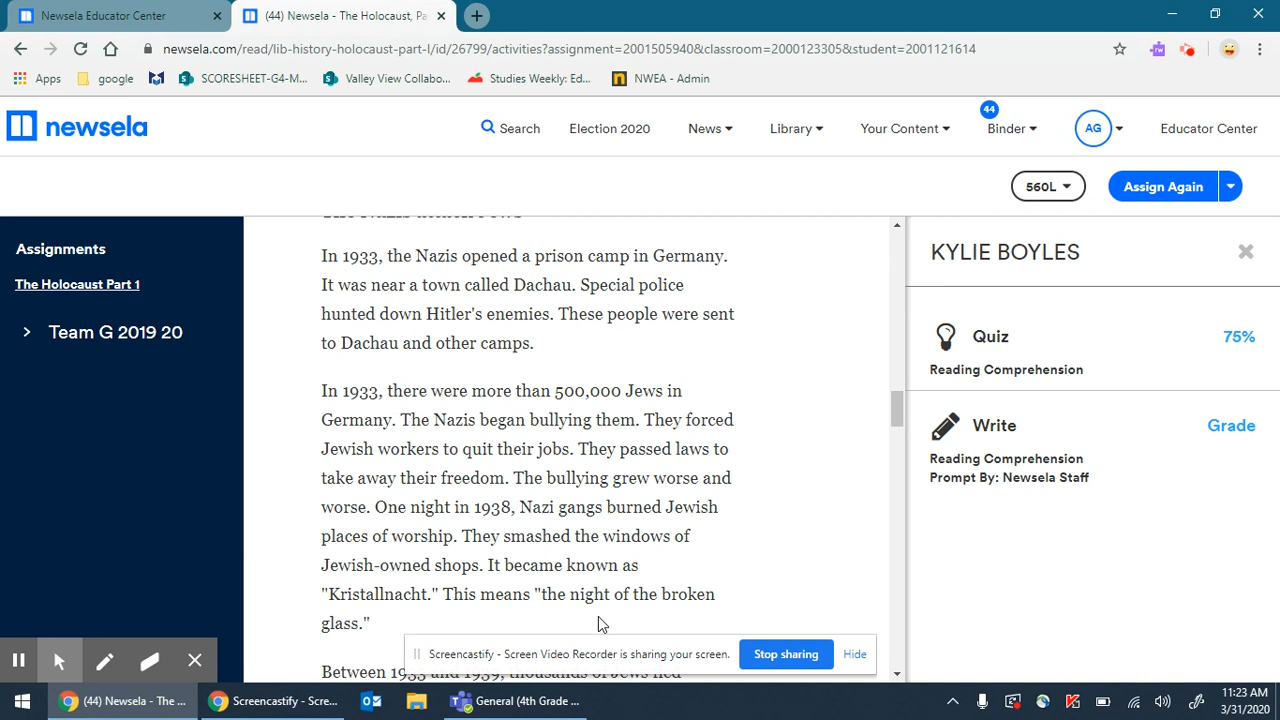 Newsela Educator Center
(44) Newsela - The Holocaust, Pa
newsela.com/read/lib-history-holocaust-part-I/id/26799/activities?assignment=2001505940&classroom=2000123305&student=2001121614
Apps google SCORESHEET-G4-M... Valley View Collabo... Studies Weekly: Ed... NWEA - Admin
newsela Search Election 2020 News Library Your Content 44 Binder AG Educator Center
560L Assign Again
Assignments
The Holocaust Part 1
Team G 2019 20
In 1933, the Nazis opened a prison camp in Germany.
It was near a town called Dachau. Special police
hunted down Hitler's enemies. These people were sent
to Dachau and other camps.
In 1933, there were more than 500,000 Jews in
Germany. The Nazis began bullying them. They forced
Jewish workers to quit their jobs. They passed laws to
take away their freedom. The bullying grew worse and
worse. One night in 1938, Nazi gangs burned Jewish
places of worship. They smashed the windows of
Jewish-owned shops. It became known as
"Kristallnacht." This means "the night of the broken
glass."
Between 1933 and 1939, thousands of Jews fled
KYLIE BOYLES
Quiz 75%
Reading Comprehension
Write Grade
Reading Comprehension
Prompt By: Newsela Staff
Screencastify - Screen Video Recorder is sharing your screen. Stop sharing Hide
(44) Newsela - The ... Screencastify - Scre... General (4th Grade ...
11:23 AM
3/31/2020